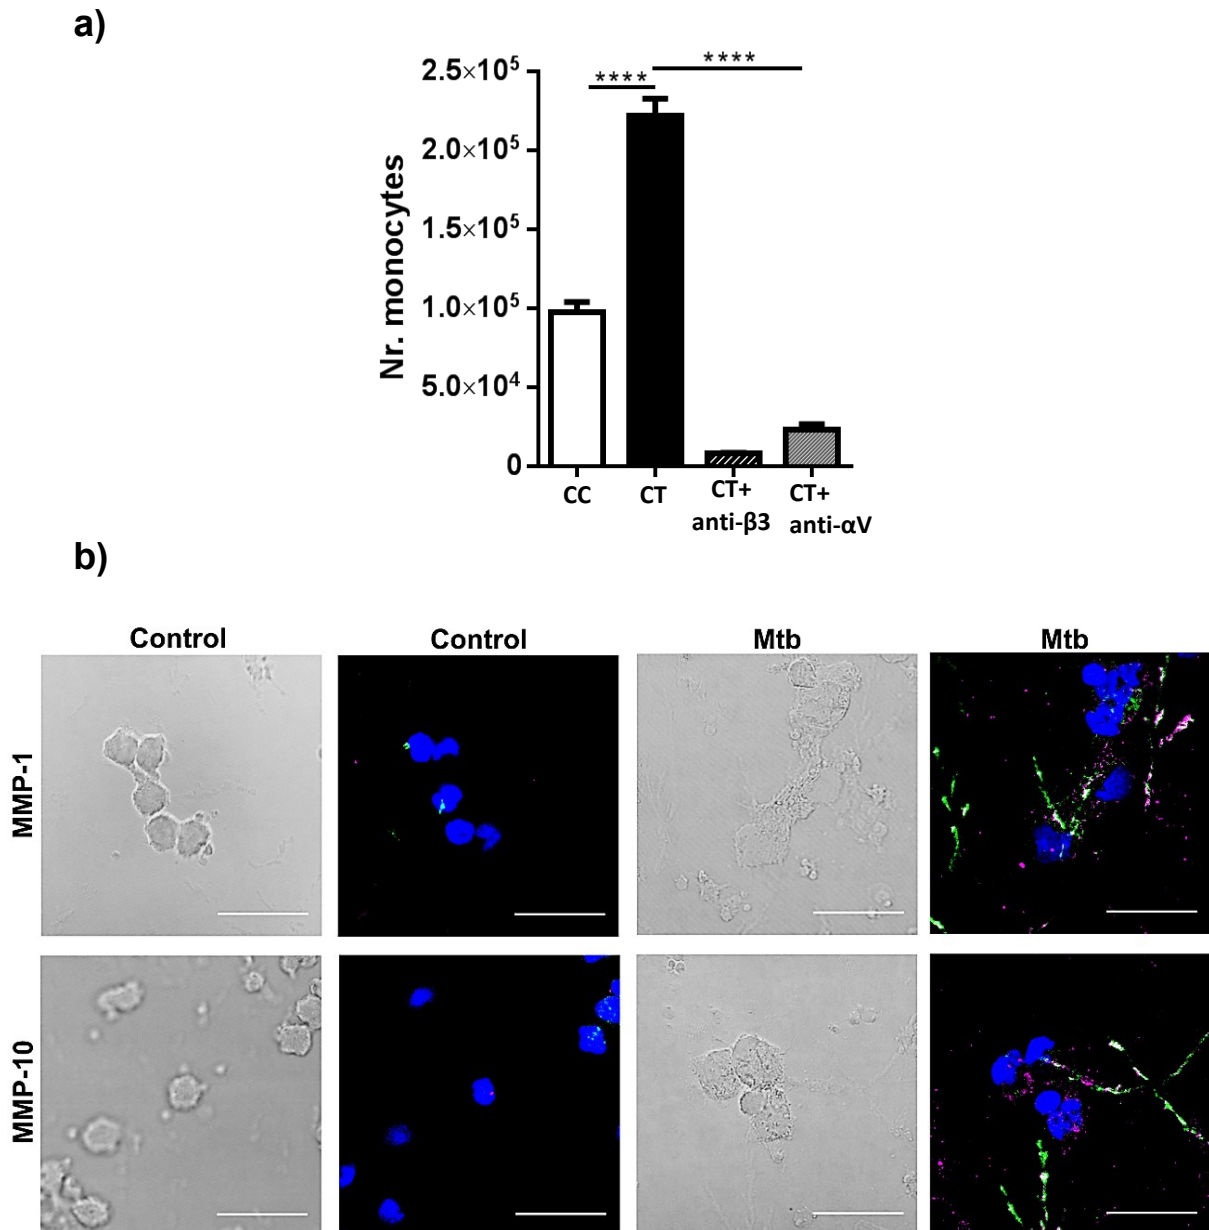 a)
**** ****
2.5×10⁵
2.0×10⁵
1.5×10⁵
1.0×10⁵
5.0×10⁴
0
Nr. monocytes
CC CT CT+ anti-β3 CT+ anti-αV
b)
Control Control Mtb Mtb
MMP-1
MMP-10